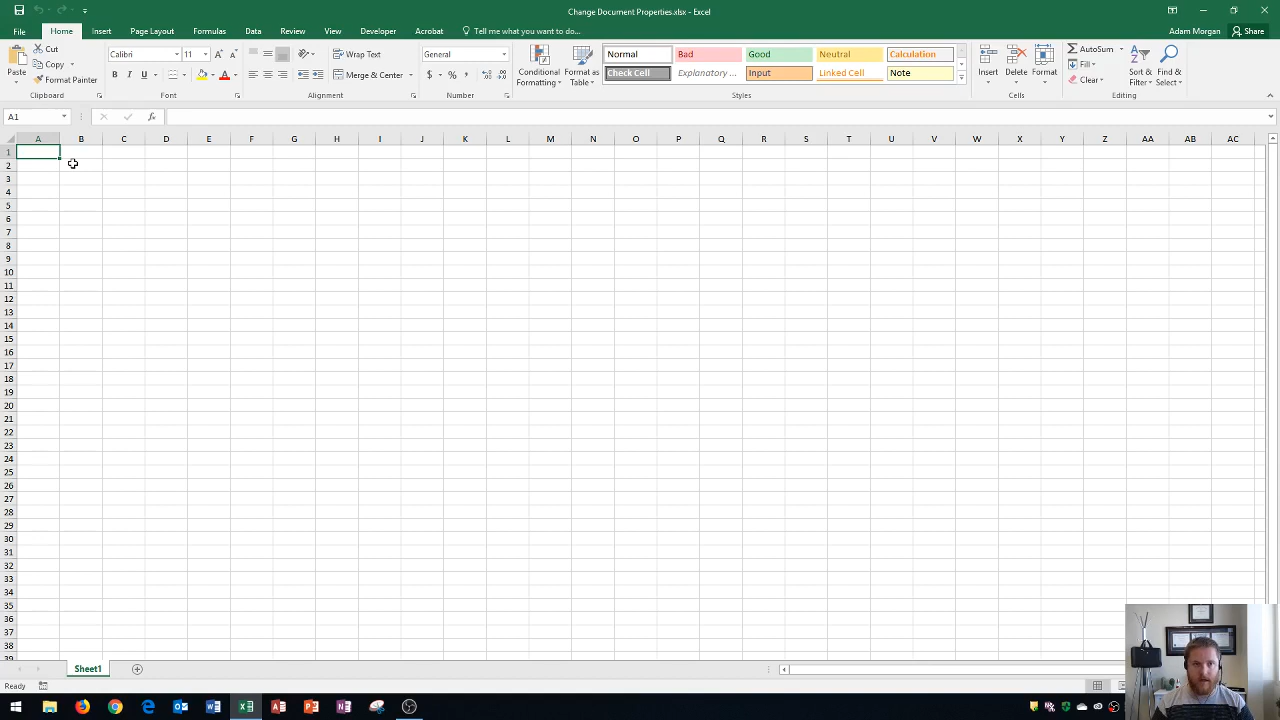 Change Document Properties.xlsx - Excel
File Home Insert Page Layout Formulas Data Review View Developer Acrobat Tell me what you want to do... Adam Morgan Share
Paste Cut Copy Format Painter Clipboard
Calibri 11 A A B I U A Font
Wrap Text Merge & Center Alignment
General $ % , Number
Conditional Formatting Format as Table
Normal Bad Good Neutral Calculation
Check Cell Explanatory ... Input Linked Cell Note
Styles
Insert Delete Format Cells
AutoSum Fill Clear Sort & Filter Find & Select Editing
A1 fx
A B C D E F G H I J K L M N O P Q R S T U V W X Y Z AA AB AC
1
2
3
4
5
6
7
8
9
10
11
12
13
14
15
16
17
18
19
20
21
22
23
24
25
26
27
28
29
30
31
32
33
34
35
36
37
38
39
Sheet1
Ready